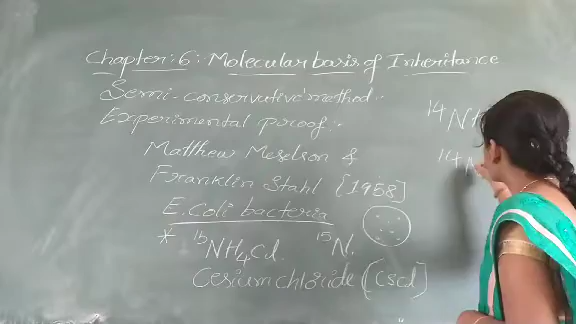 Chapter:6: Molecular basis of Inheritance
Semi-conservative method:-
Experimental proof:-
Matthew Meselson &
Franklin Stahl [1958]
E.Coli bacteria
* ¹⁵NH₄Cl. ¹⁵N.
Cesium chloride (Cscl)
¹⁴N
¹⁴N